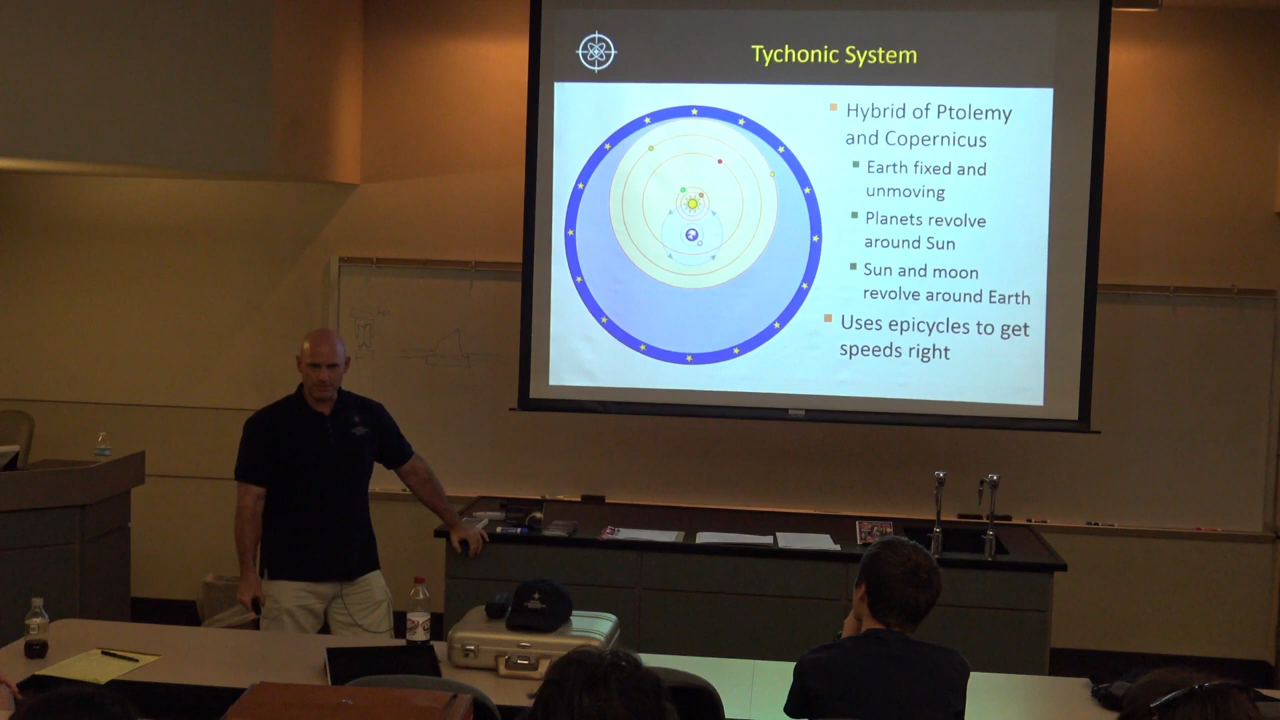 Tychonic System
Hybrid of Ptolemy
and Copernicus
Earth fixed and
unmoving
Planets revolve
around Sun
Sun and moon
revolve around Earth
Uses epicycles to get
speeds right